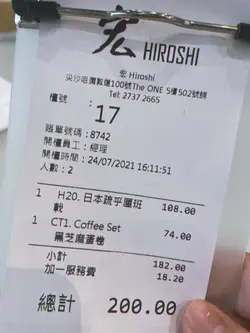 宏 HIROSHI
宏 Hiroshi
尖沙咀彌敦道100號The ONE 5樓502號舖
Tel: 2737 2665
檯號 : 17
賬單號碼 : 8742
開檯員工 : 經理
開檯時間 : 24/07/2021 16:11:51
人數 : 2
1 H20. 日本疏乎厘班 108.00
戟
1 CT1. Coffee Set 74.00
黑芝麻蛋卷
小計 182.00
加一服務費 18.20
總計 200.00